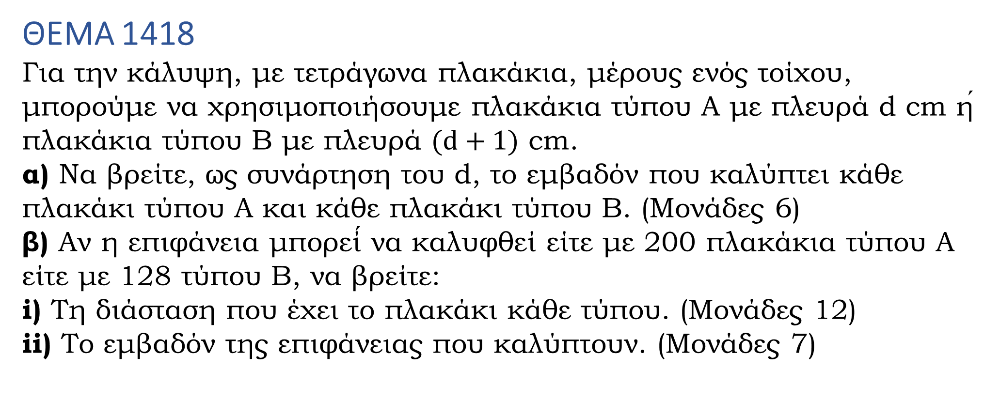 ΘΕΜΑ 1418
Για την κάλυψη, με τετράγωνα πλακάκια, μέρους ενός τοίχου,
μπορούμε να χρησιμοποιήσουμε πλακάκια τύπου Α με πλευρά d cm ή
πλακάκια τύπου Β με πλευρά (d + 1) cm.
α) Να βρείτε, ως συνάρτηση του d, το εμβαδόν που καλύπτει κάθε
πλακάκι τύπου Α και κάθε πλακάκι τύπου Β. (Μονάδες 6)
β) Αν η επιφάνεια μπορεί́ να καλυφθεί είτε με 200 πλακάκια τύπου Α
είτε με 128 τύπου Β, να βρείτε:
i) Τη διάσταση που έχει το πλακάκι κάθε τύπου. (Μονάδες 12)
ii) Το εμβαδόν της επιφάνειας που καλύπτουν. (Μονάδες 7)